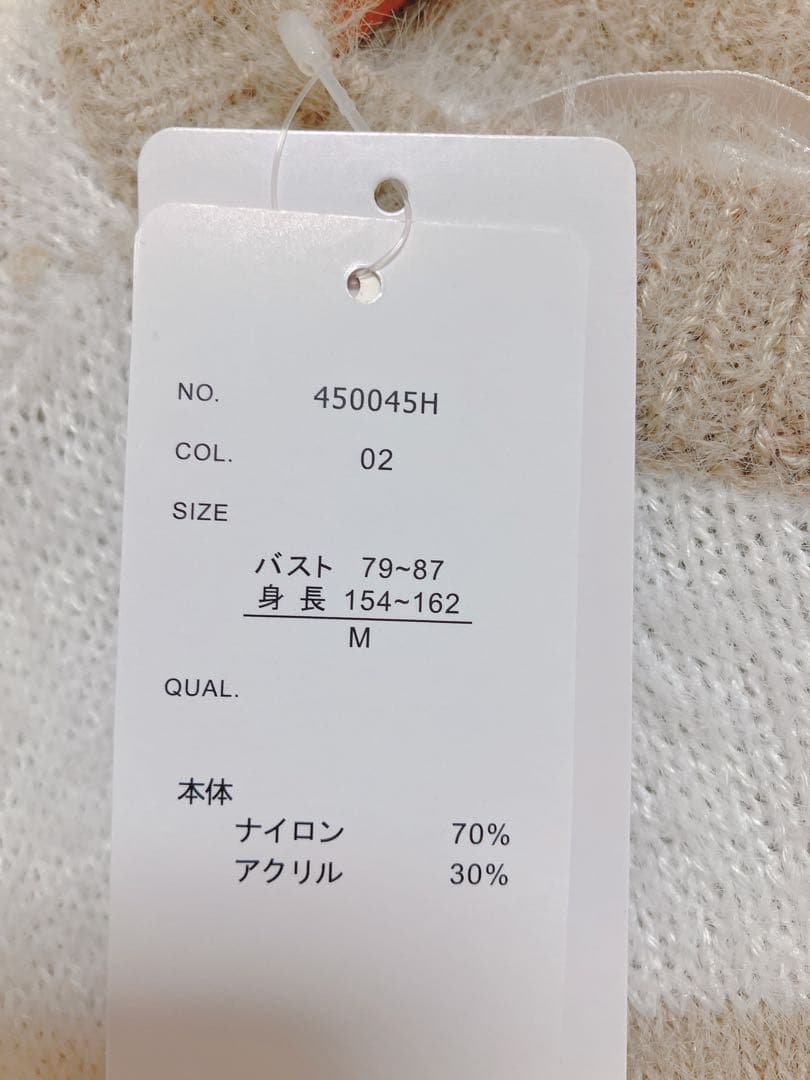 NO. 450045H
COL. 02
SIZE
バスト 79~87
身長 154~162
M
QUAL.
本体
ナイロン 70%
アクリル 30%